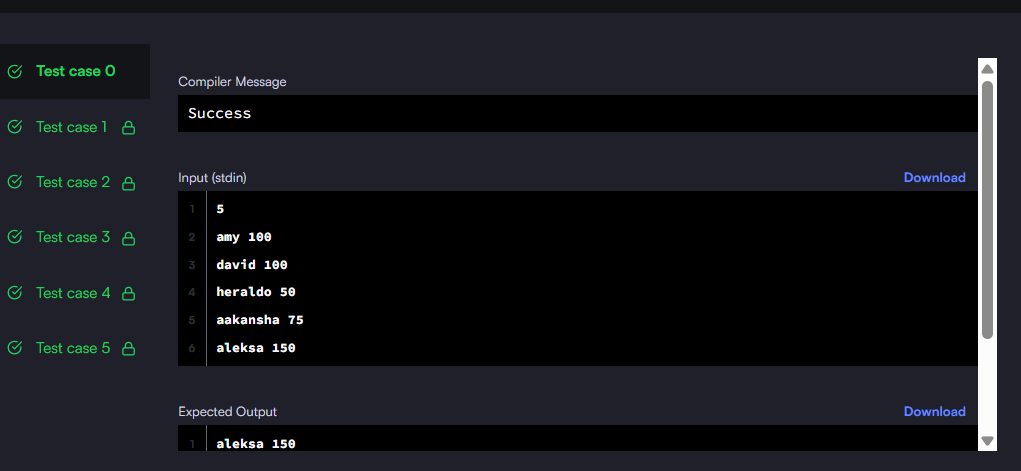 Test case 0
Test case 1
Test case 2
Test case 3
Test case 4
Test case 5
Compiler Message
Success
Input (stdin)
Download
1 5
2 amy 100
3 david 100
4 heraldo 50
5 aakansha 75
6 aleksa 150
Expected Output
Download
1 aleksa 150